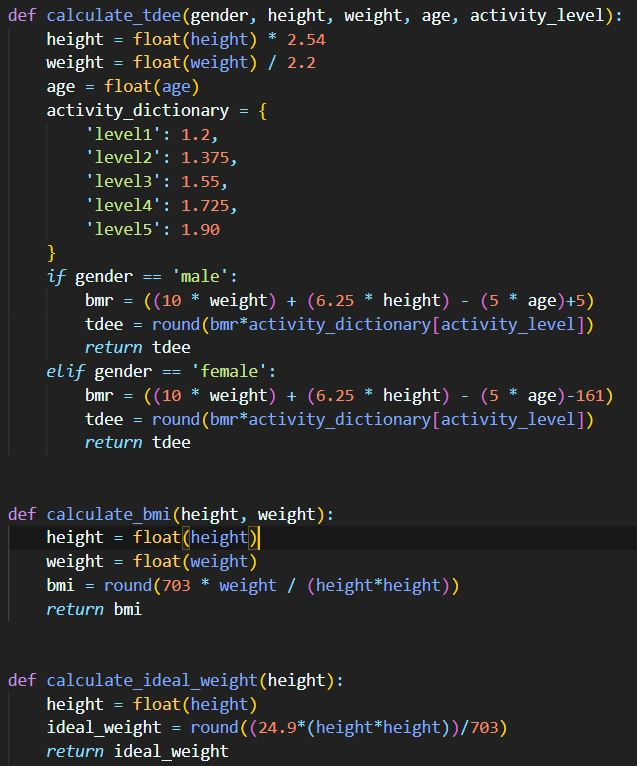 def calculate_tdee(gender, height, weight, age, activity_level):
    height = float(height) * 2.54
    weight = float(weight) / 2.2
    age = float(age)
    activity_dictionary = {
        'level1': 1.2,
        'level2': 1.375,
        'level3': 1.55,
        'level4': 1.725,
        'level5': 1.90
    }
    if gender == 'male':
        bmr = ((10 * weight) + (6.25 * height) - (5 * age)+5)
        tdee = round(bmr*activity_dictionary[activity_level])
        return tdee
    elif gender == 'female':
        bmr = ((10 * weight) + (6.25 * height) - (5 * age)-161)
        tdee = round(bmr*activity_dictionary[activity_level])
        return tdee
def calculate_bmi(height, weight):
    height = float(height)
    weight = float(weight)
    bmi = round(703 * weight / (height*height))
    return bmi
def calculate_ideal_weight(height):
    height = float(height)
    ideal_weight = round((24.9*(height*height))/703)
    return ideal_weight